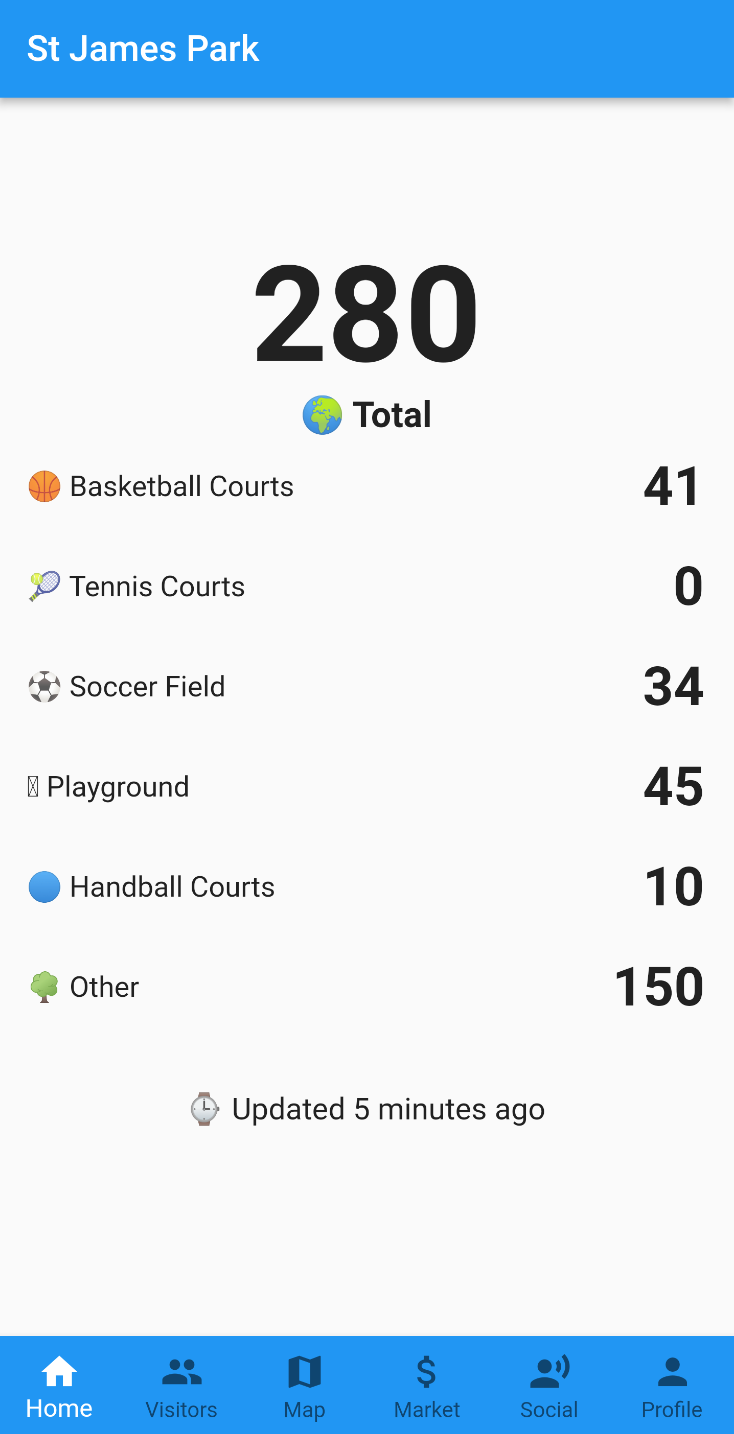 St James Park
280
🌍 Total
🏀 Basketball Courts 41
🎾 Tennis Courts 0
⚽ Soccer Field 34
Playground 45
🔵 Handball Courts 10
🌳 Other 150
⌚ Updated 5 minutes ago
Home Visitors Map Market Social Profile